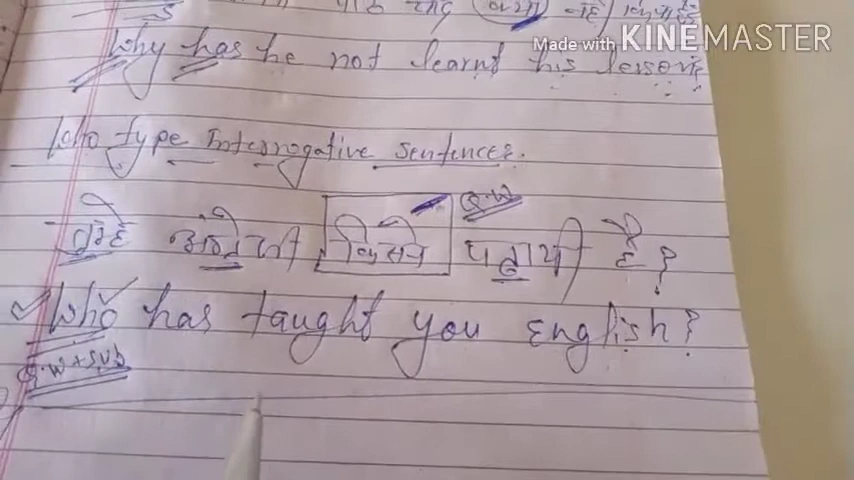 Made with KINEMASTER
Why has he not learnt his lesson?
Who type Interrogative Sentences.
Q.W
तुम्हें अंग्रेजी किसने पढ़ायी है?
Who has taught you English?
Q.W + Sub